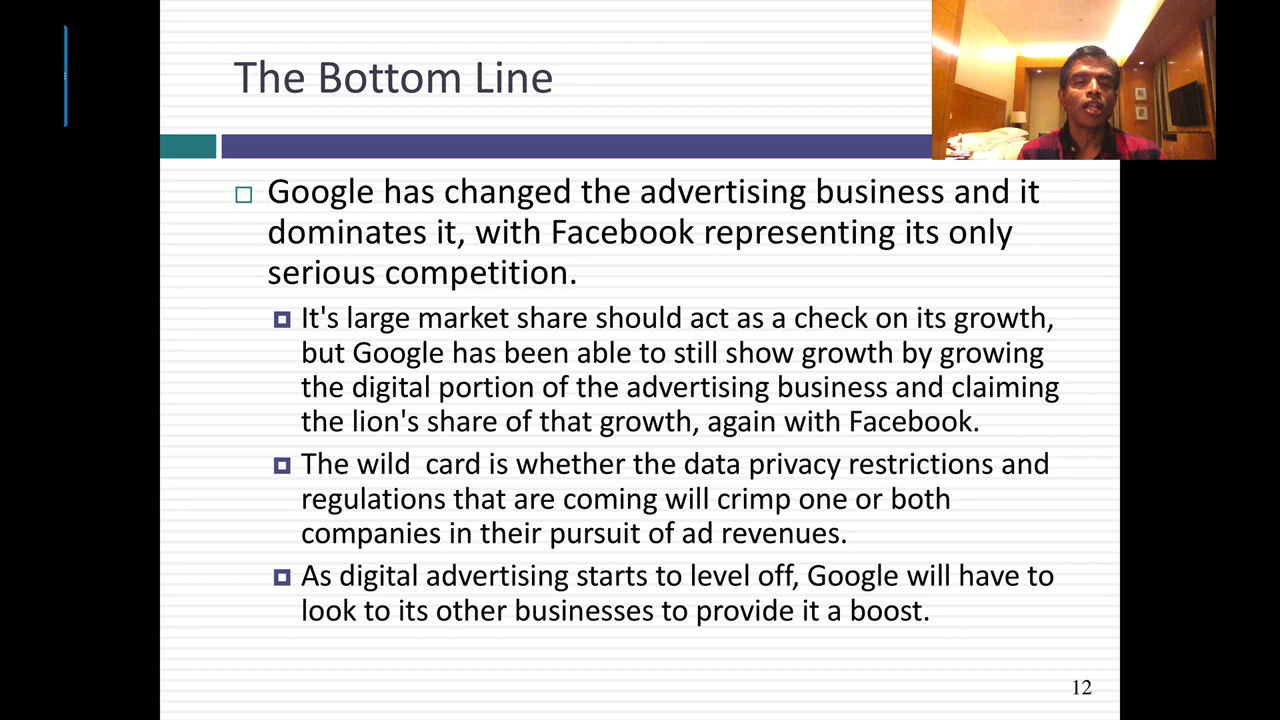 The Bottom Line
Google has changed the advertising business and it
dominates it, with Facebook representing its only
serious competition.
It's large market share should act as a check on its growth,
but Google has been able to still show growth by growing
the digital portion of the advertising business and claiming
the lion's share of that growth, again with Facebook.
The wild  card is whether the data privacy restrictions and
regulations that are coming will crimp one or both
companies in their pursuit of ad revenues.
As digital advertising starts to level off, Google will have to
look to its other businesses to provide it a boost.
12